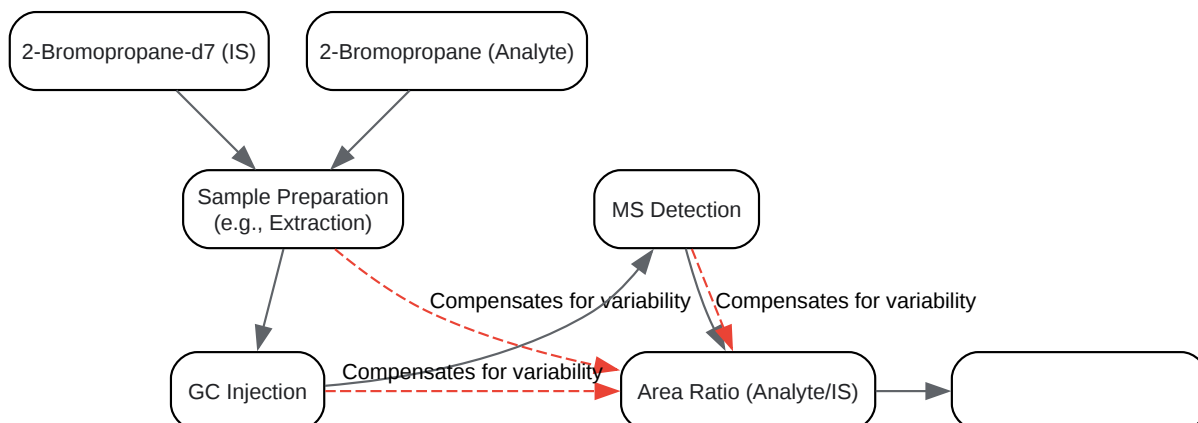 2-Bromopropane-d7 (IS)
2-Bromopropane (Analyte)
Sample Preparation
(e.g., Extraction)
MS Detection
Compensates for variability
Compensates for variability
GC Injection
Compensates for variability
Area Ratio (Analyte/IS)